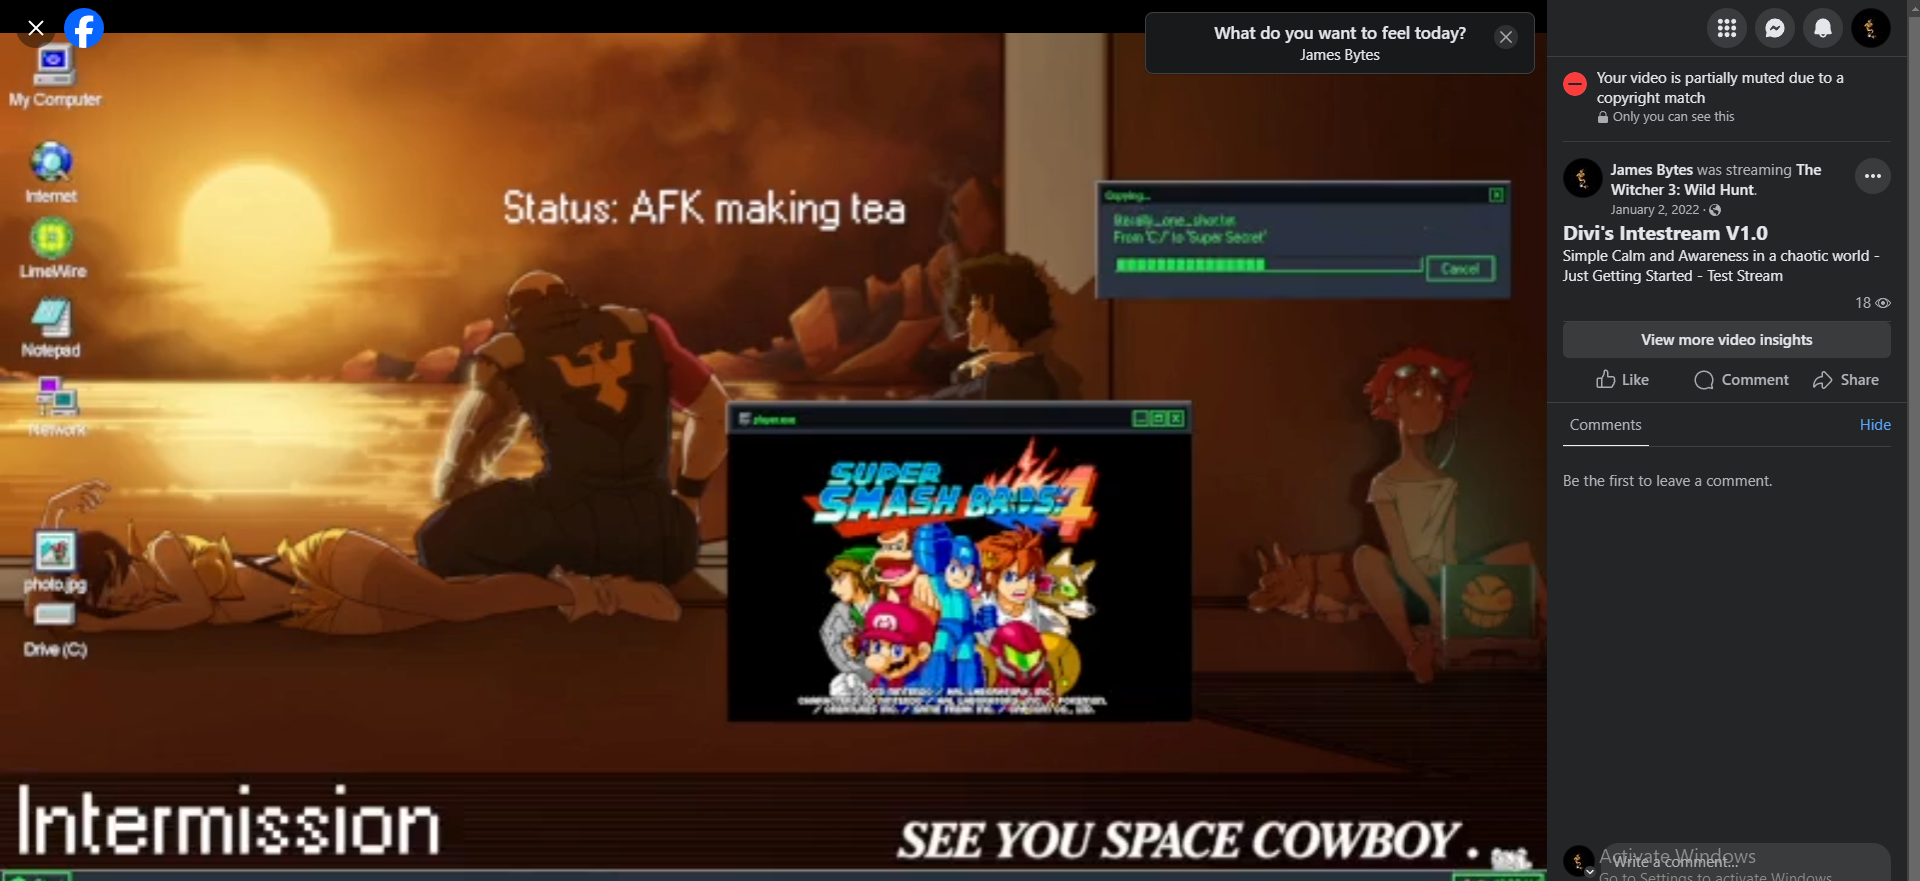 What do you want to feel today?
James Bytes
My Computer
Internet
LimeWire
Notepad
Network
photo.jpg
Drive (C:)
Status: AFK making tea
Copying...
From 'C:/' to 'Super Secret'
Cancel
player.exe
SUPER
SMASH BROS. 4
Intermission
SEE YOU SPACE COWBOY .
Your video is partially muted due to a
copyright match
Only you can see this
James Bytes was streaming The
Witcher 3: Wild Hunt.
January 2, 2022 ·
Divi's Intestream V1.0
Simple Calm and Awareness in a chaotic world -
Just Getting Started - Test Stream
18
View more video insights
Like
Comment
Share
Comments
Hide
Be the first to leave a comment.
Write a comment...
Activate Windows
Go to Settings to activate Windows.